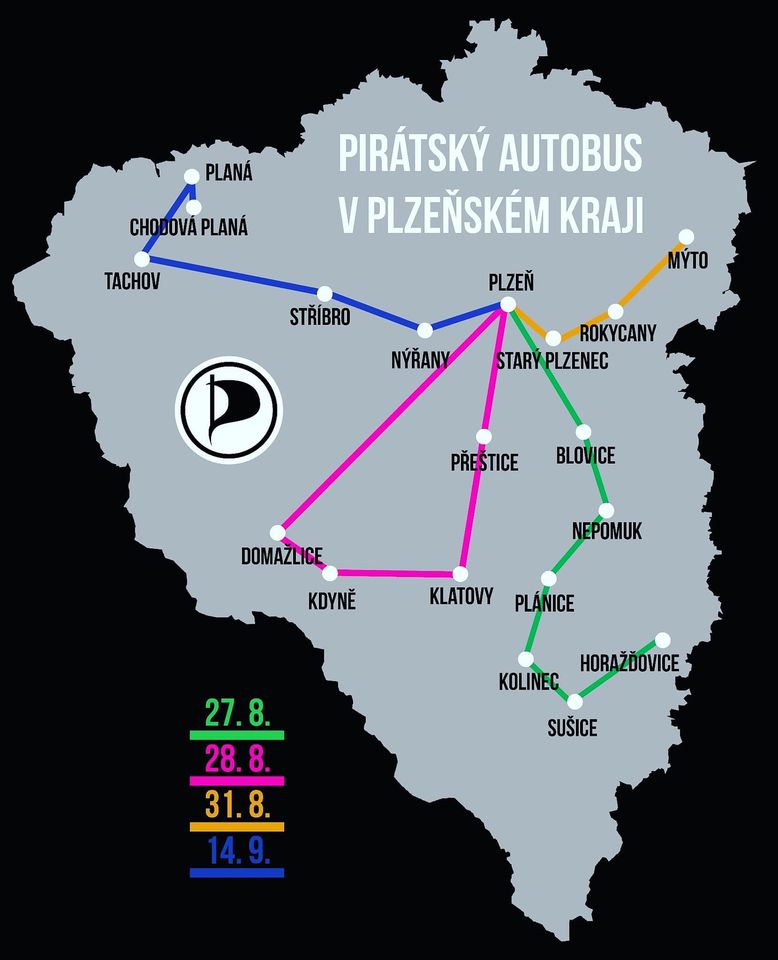 PIRÁTSKÝ AUTOBUS
V PLZEŇSKÉM KRAJI
PLANÁ
CHODOVÁ PLANÁ
TACHOV
STŘÍBRO
NÝŘANY
PLZEŇ
MÝTO
ROKYCANY
STARÝ PLZENEC
PŘEŠTICE
BLOVICE
NEPOMUK
DOMAŽLICE
KDYNĚ
KLATOVY
PLÁNICE
HORAŽĎOVICE
KOLINEC
SUŠICE
27. 8.
28. 8.
31. 8.
14. 9.